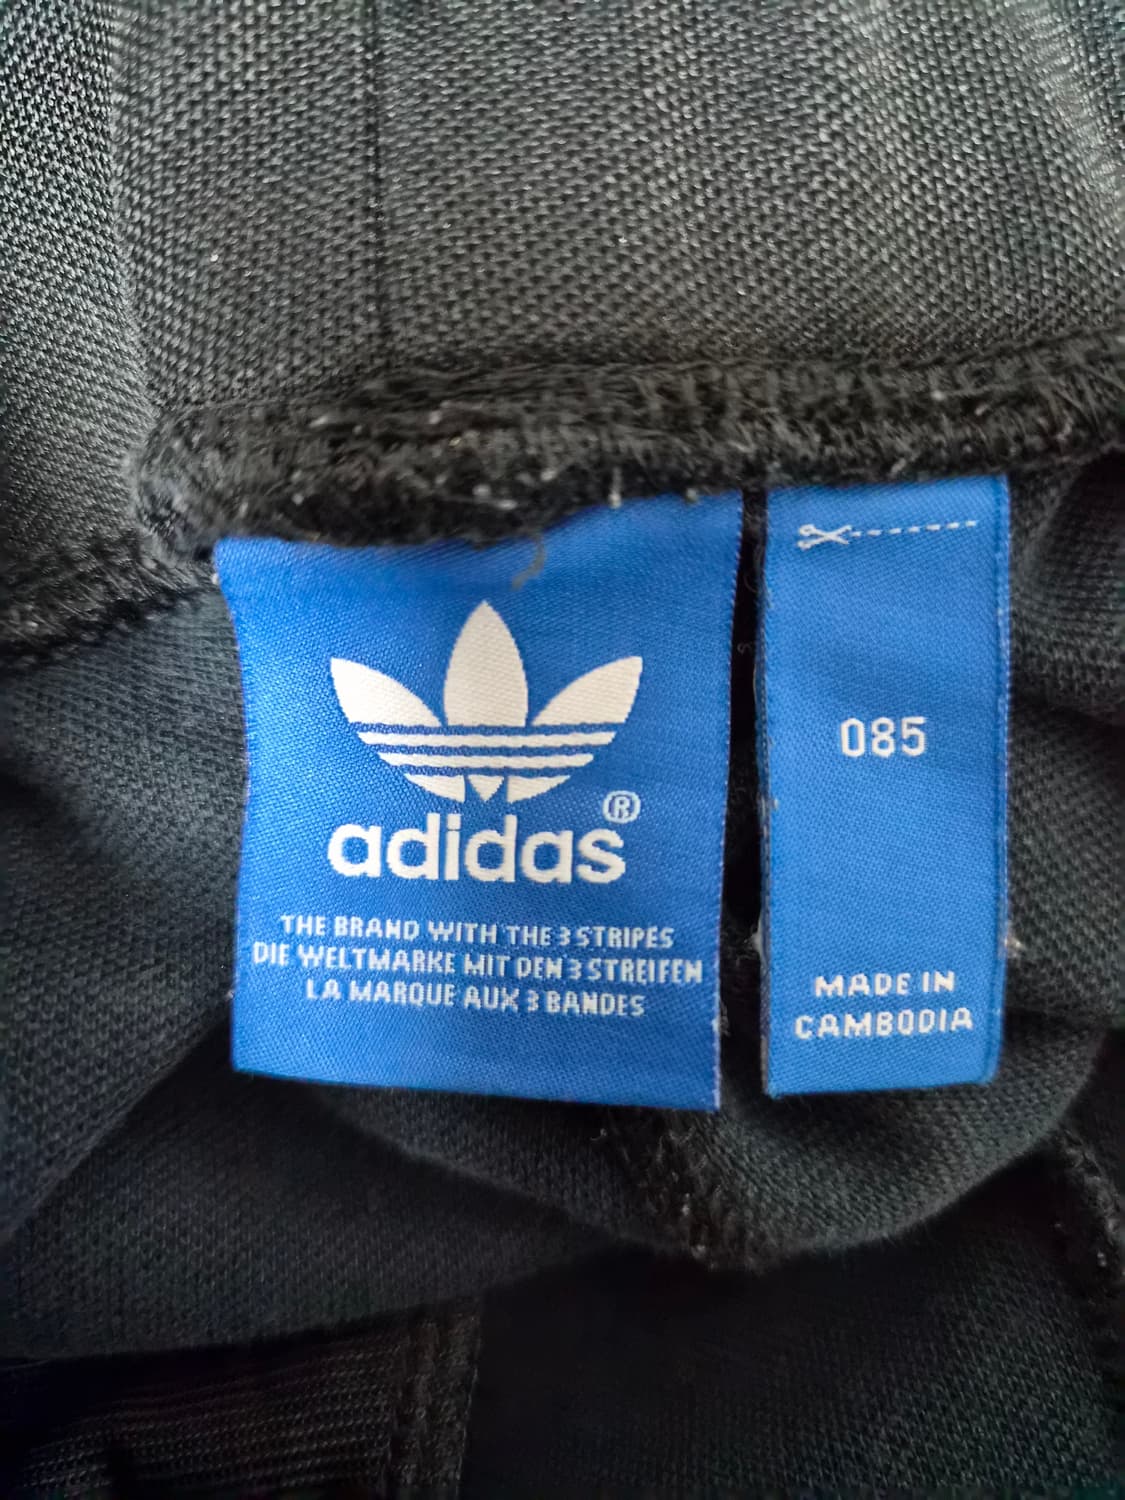 adidas®
THE BRAND WITH THE 3 STRIPES
DIE WELTMARKE MIT DEN 3 STREIFEN
LA MARQUE AUX 3 BANDES
085
MADE IN
CAMBODIA